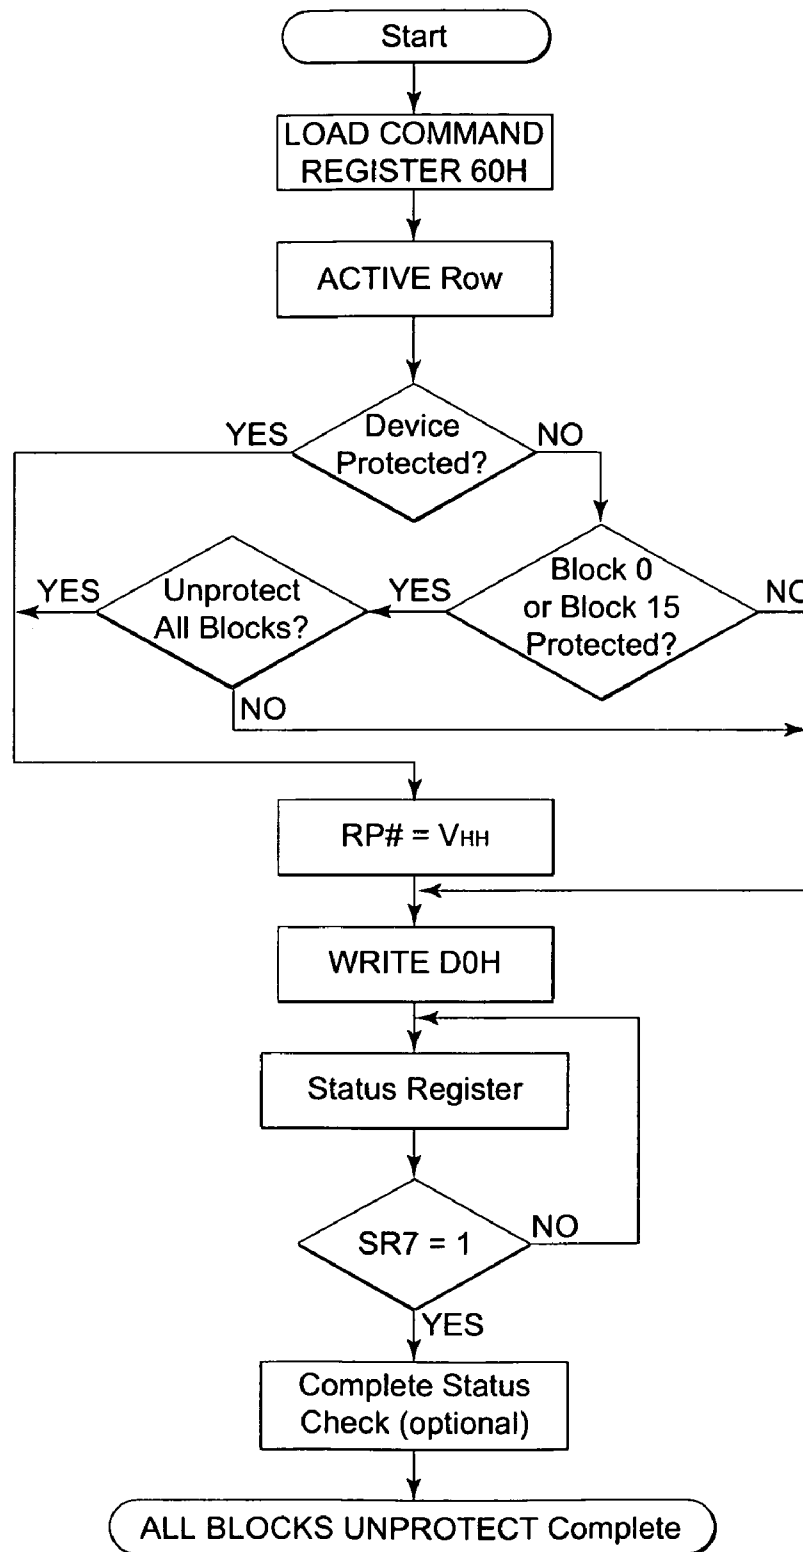 Start
LOAD COMMAND
REGISTER 60H
ACTIVE Row
YES
Device
Protected?
NO
YES
Unprotect
All Blocks?
YES
Block 0
or Block 15
Protected?
NO
NO
RP# = VHH
WRITE D0H
Status Register
SR7 = 1
NO
YES
Complete Status
Check (optional)
ALL BLOCKS UNPROTECT Complete